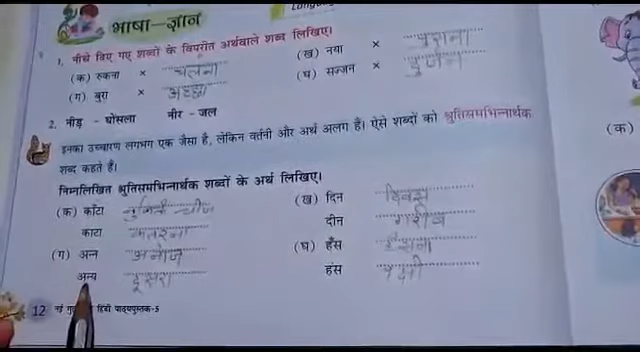 भाषा-ज्ञान
1. नीचे दिए गए शब्दों के विपरीत अर्थवाले शब्द लिखिए।
(क) रुकना × चलना (ख) नया × पुराना
(ग) बुरा × अच्छा (घ) सज्जन × दुर्जन
2. नीड़ - घोंसला नीर - जल
इनका उच्चारण लगभग एक जैसा है, लेकिन वर्तनी और अर्थ अलग हैं। ऐसे शब्दों को श्रुतिसमभिन्नार्थक
शब्द कहते हैं।
निम्नलिखित श्रुतिसमभिन्नार्थक शब्दों के अर्थ लिखिए।
(क) काँटा नुकीली चीज (ख) दिन दिवस
काटा कतरना दीन गरीब
(ग) अन्न अनाज (घ) हँस हँसना
अन्य दूसरा हंस पक्षी
12 हिंदी पाठ्यपुस्तक-5
(क)